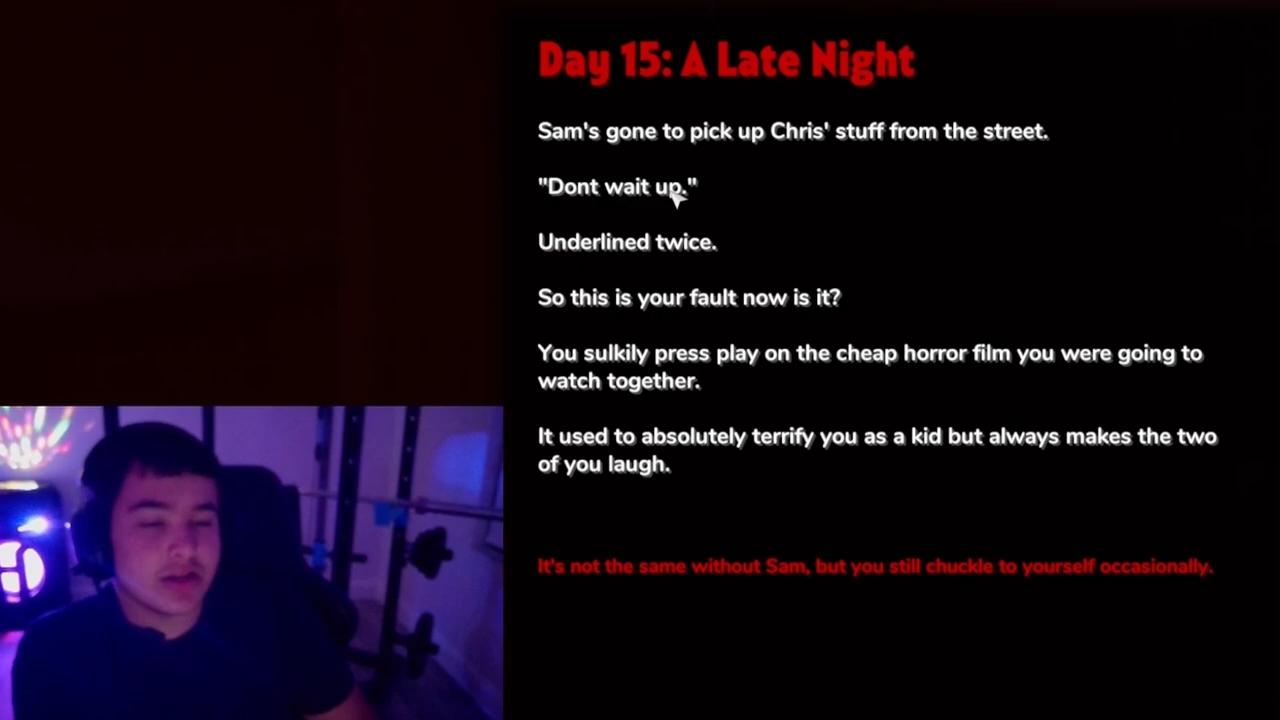 Day 15: A Late Night
Sam's gone to pick up Chris' stuff from the street.
"Dont wait up."
Underlined twice.
So this is your fault now is it?
You sulkily press play on the cheap horror film you were going to
watch together.
It used to absolutely terrify you as a kid but always makes the two
of you laugh.
It's not the same without Sam, but you still chuckle to yourself occasionally.